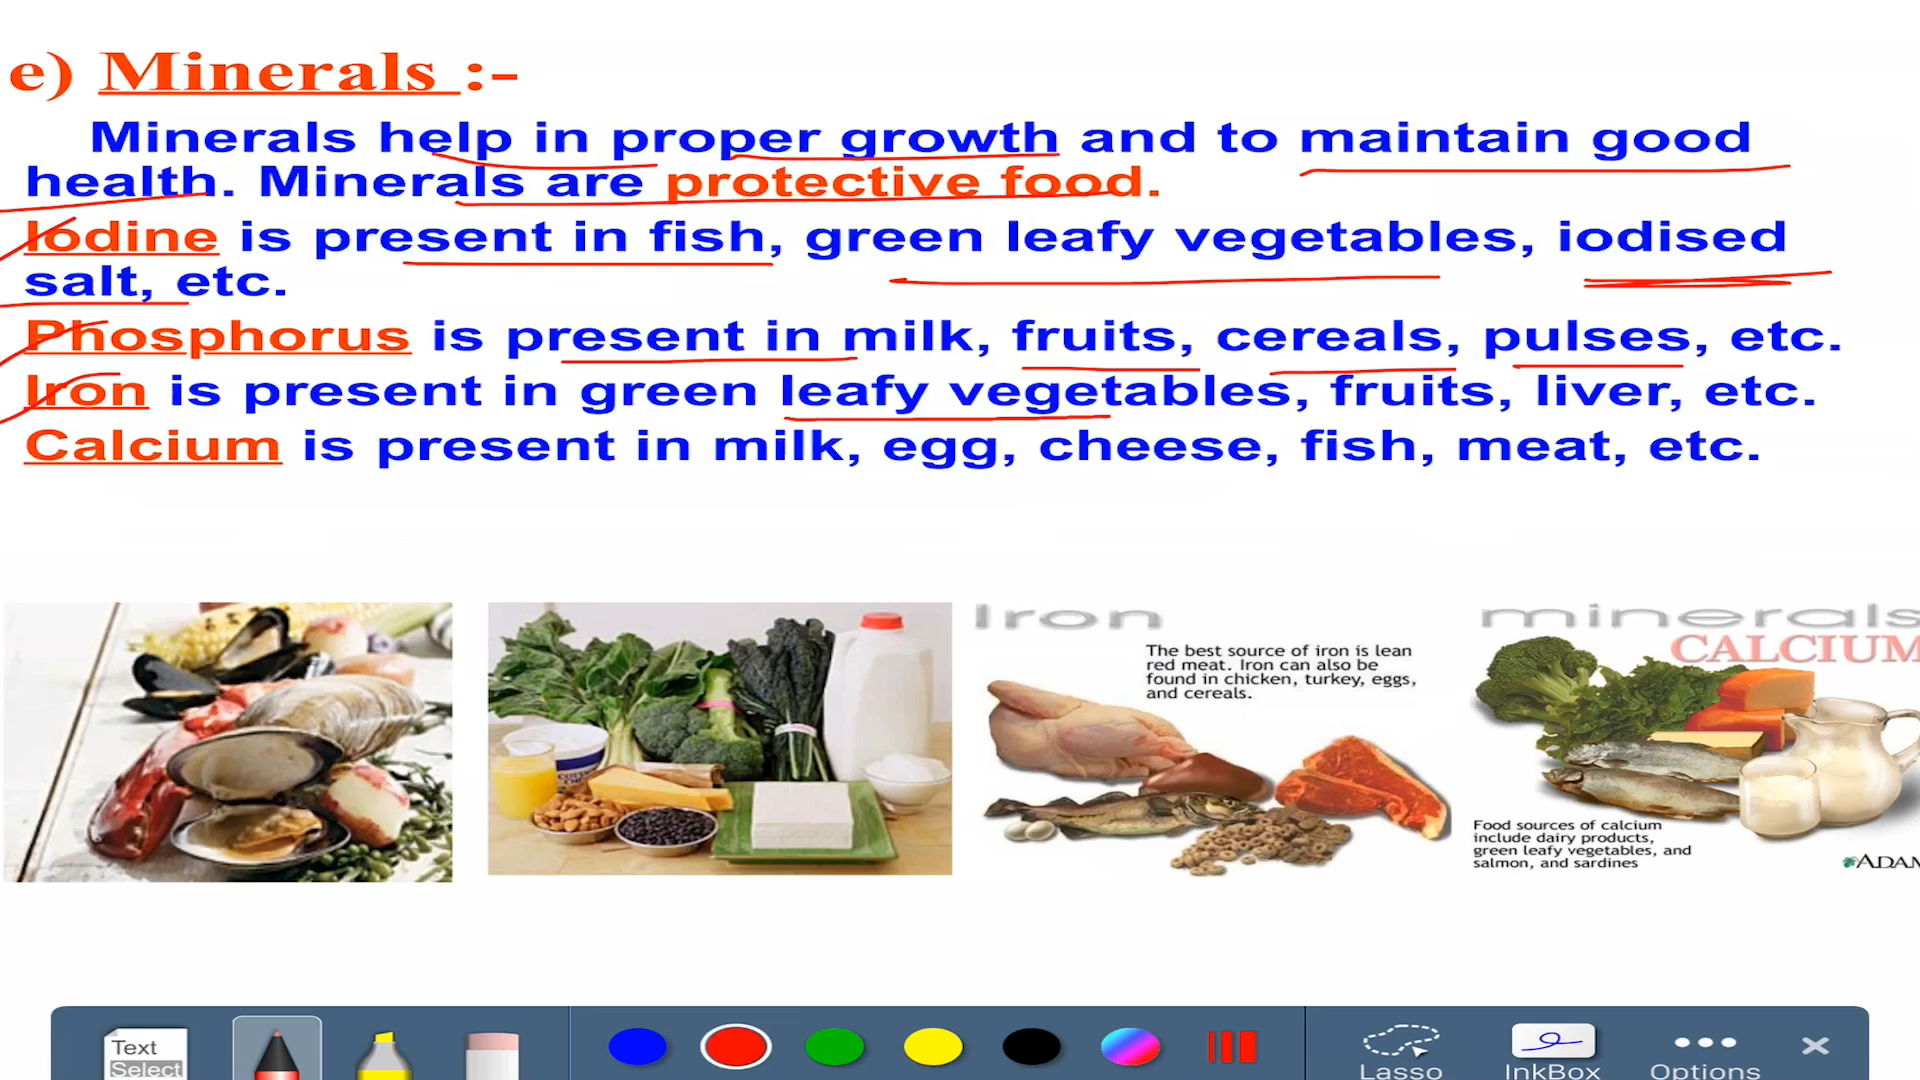 e) Minerals :-
Minerals help in proper growth and to maintain good
health. Minerals are protective food.
Iodine is present in fish, green leafy vegetables, iodised
salt, etc.
Phosphorus is present in milk, fruits, cereals, pulses, etc.
Iron is present in green leafy vegetables, fruits, liver, etc.
Calcium is present in milk, egg, cheese, fish, meat, etc.
Iron
The best source of iron is lean
red meat. Iron can also be
found in chicken, turkey, eggs,
and cereals.
minerals
CALCIUM
Food sources of calcium
include dairy products,
green leafy vegetables, and
salmon, and sardines
ADAM
Text
Select
Lasso
InkBox
Options